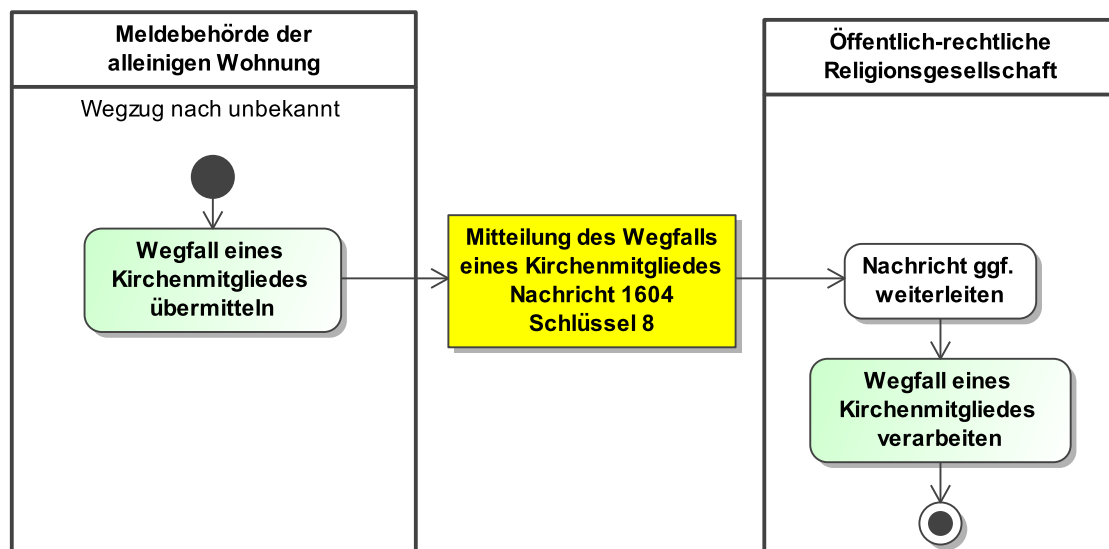 Meldebehörde der
alleinigen Wohnung
Wegzug nach unbekannt
Wegfall eines
Kirchenmitgliedes
übermitteln
Mitteilung des Wegfalls
eines Kirchenmitgliedes
Nachricht 1604
Schlüssel 8
Öffentlich-rechtliche
Religionsgesellschaft
Nachricht ggf.
weiterleiten
Wegfall eines
Kirchenmitgliedes
verarbeiten